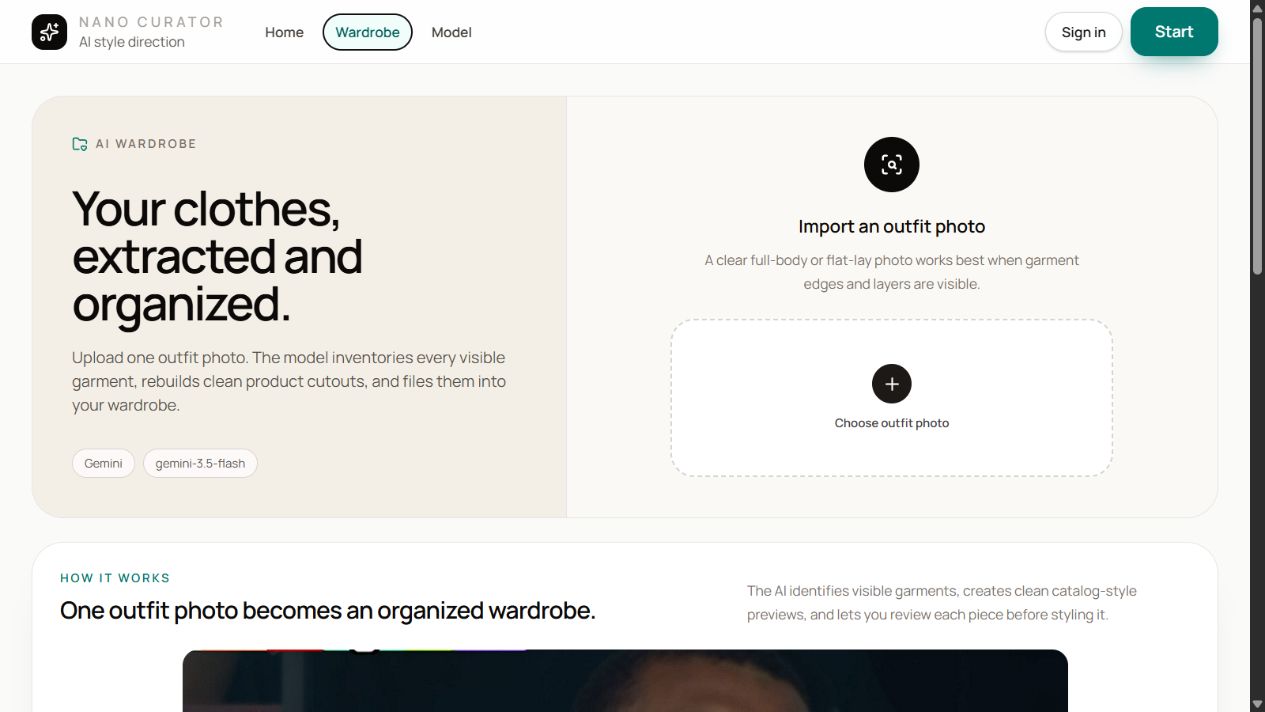 NANO CURATOR
AI style direction
Home
Wardrobe
Model
Sign in
Start
AI WARDROBE
Your clothes,
extracted and
organized.
Upload one outfit photo. The model inventories every visible
garment, rebuilds clean product cutouts, and files them into
your wardrobe.
Gemini
gemini-3.5-flash
Import an outfit photo
A clear full-body or flat-lay photo works best when garment
edges and layers are visible.
Choose outfit photo
HOW IT WORKS
One outfit photo becomes an organized wardrobe.
The AI identifies visible garments, creates clean catalog-style
previews, and lets you review each piece before styling it.